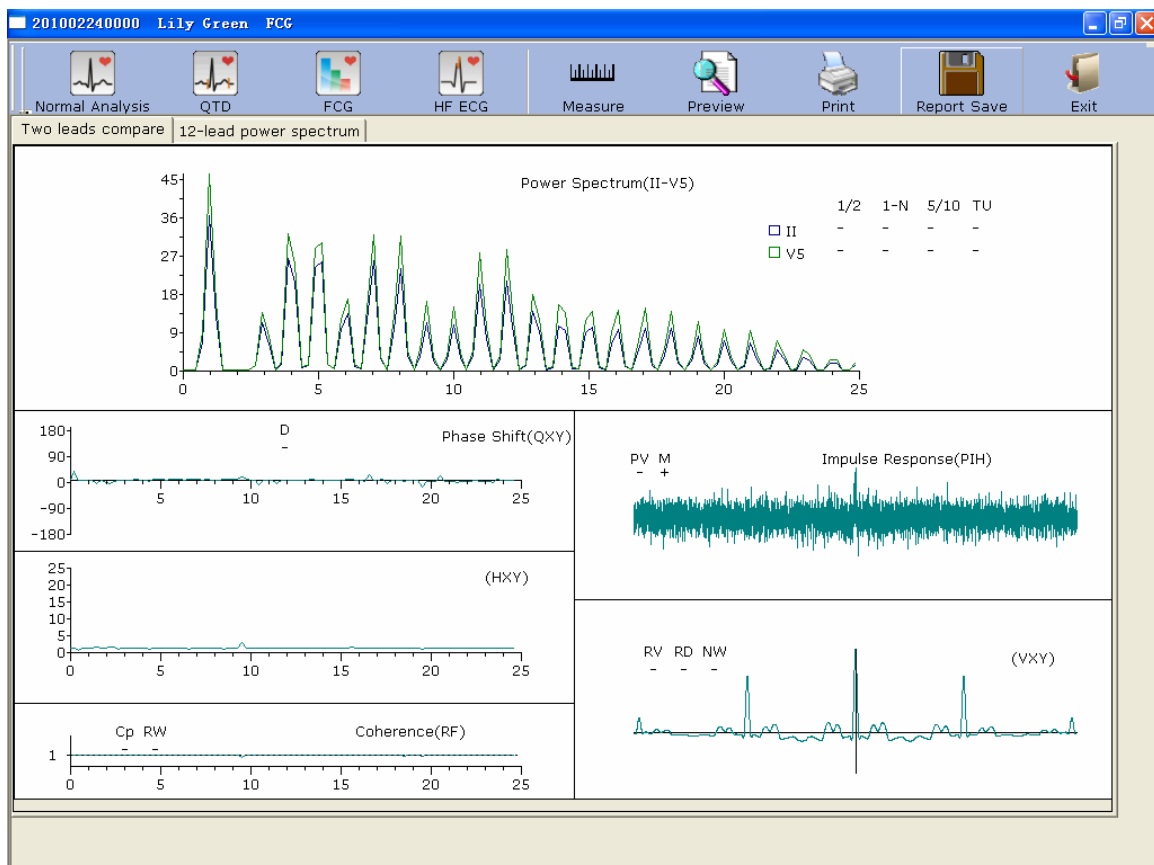 201002240000 Lily Green FCG
Normal Analysis QTD FCG HF ECG Measure Preview Print Report Save Exit
Two leads compare 12-lead power spectrum
Power Spectrum(II-V5)
45
36
27
18
9
0
0 5 10 15 20 25
1/2 1-N 5/10 TU
II - - - -
V5 - - - -
Phase Shift(QXY)
D
-
180
90
0
-90
-180
5 10 15 20 25
(HXY)
25
20
15
10
5
0
0 5 10 15 20 25
Coherence(RF)
Cp RW
- -
1
0 5 10 15 20 25
Impulse Response(PIH)
PV M
- +
(VXY)
RV RD NW
- - -